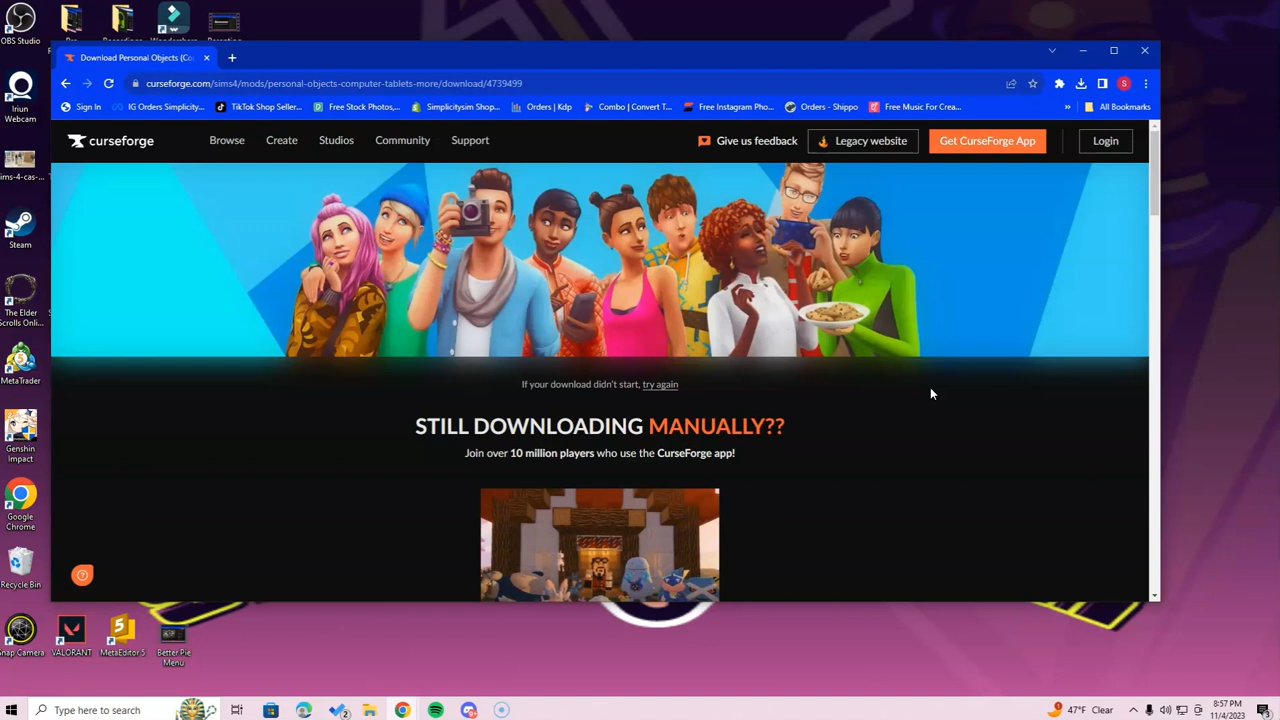 OBS Studio
Iriun
Webcam
Steam
The Elder
Scrolls Onli...
MetaTrader
Genshin
Impact
Google
Chrome
Recycle Bin
VALORANT
MetaEditor 5
Better Pie
Menu
Download Personal Objects (Co
curseforge.com/sims4/mods/personal-objects-computer-tablets-more/download/4739499
S
Sign In
IG Orders Simplicity...
TikTok Shop Seller...
Free Stock Photos,...
Simplicitysim Shop...
Orders | Kdp
Combo | Convert T...
Free Instagram Pho...
Orders - Shippo
Free Music For Crea...
»
All Bookmarks
curseforge
Browse
Create
Studios
Community
Support
Give us feedback
Legacy website
Get CurseForge App
Login
If your download didn't start, try again
STILL DOWNLOADING MANUALLY??
Join over 10 million players who use the CurseForge app!
Type here to search
2
47°F Clear
8:57 PM
11/4/2023